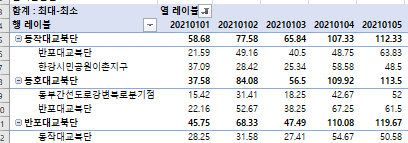 합계 : 최대-최소 열 레이블
행 레이블 20210101 20210102 20210103 20210104 20210105
동작대교북단 58.68 77.58 65.84 107.33 112.33
반포대교북단 21.59 49.16 40.5 48.75 63.83
한강시민공원이촌지구 37.09 28.42 25.34 58.58 48.5
동호대교북단 37.58 84.08 56.5 109.92 113.5
동부간선도로강변북로분기점 15.42 31.41 18.25 42.67 52
반포대교북단 22.16 52.67 38.25 67.25 61.5
반포대교북단 45.75 68.33 47.49 110.08 119.67
동작대교북단 28.25 31.58 27.41 54.67 50.58